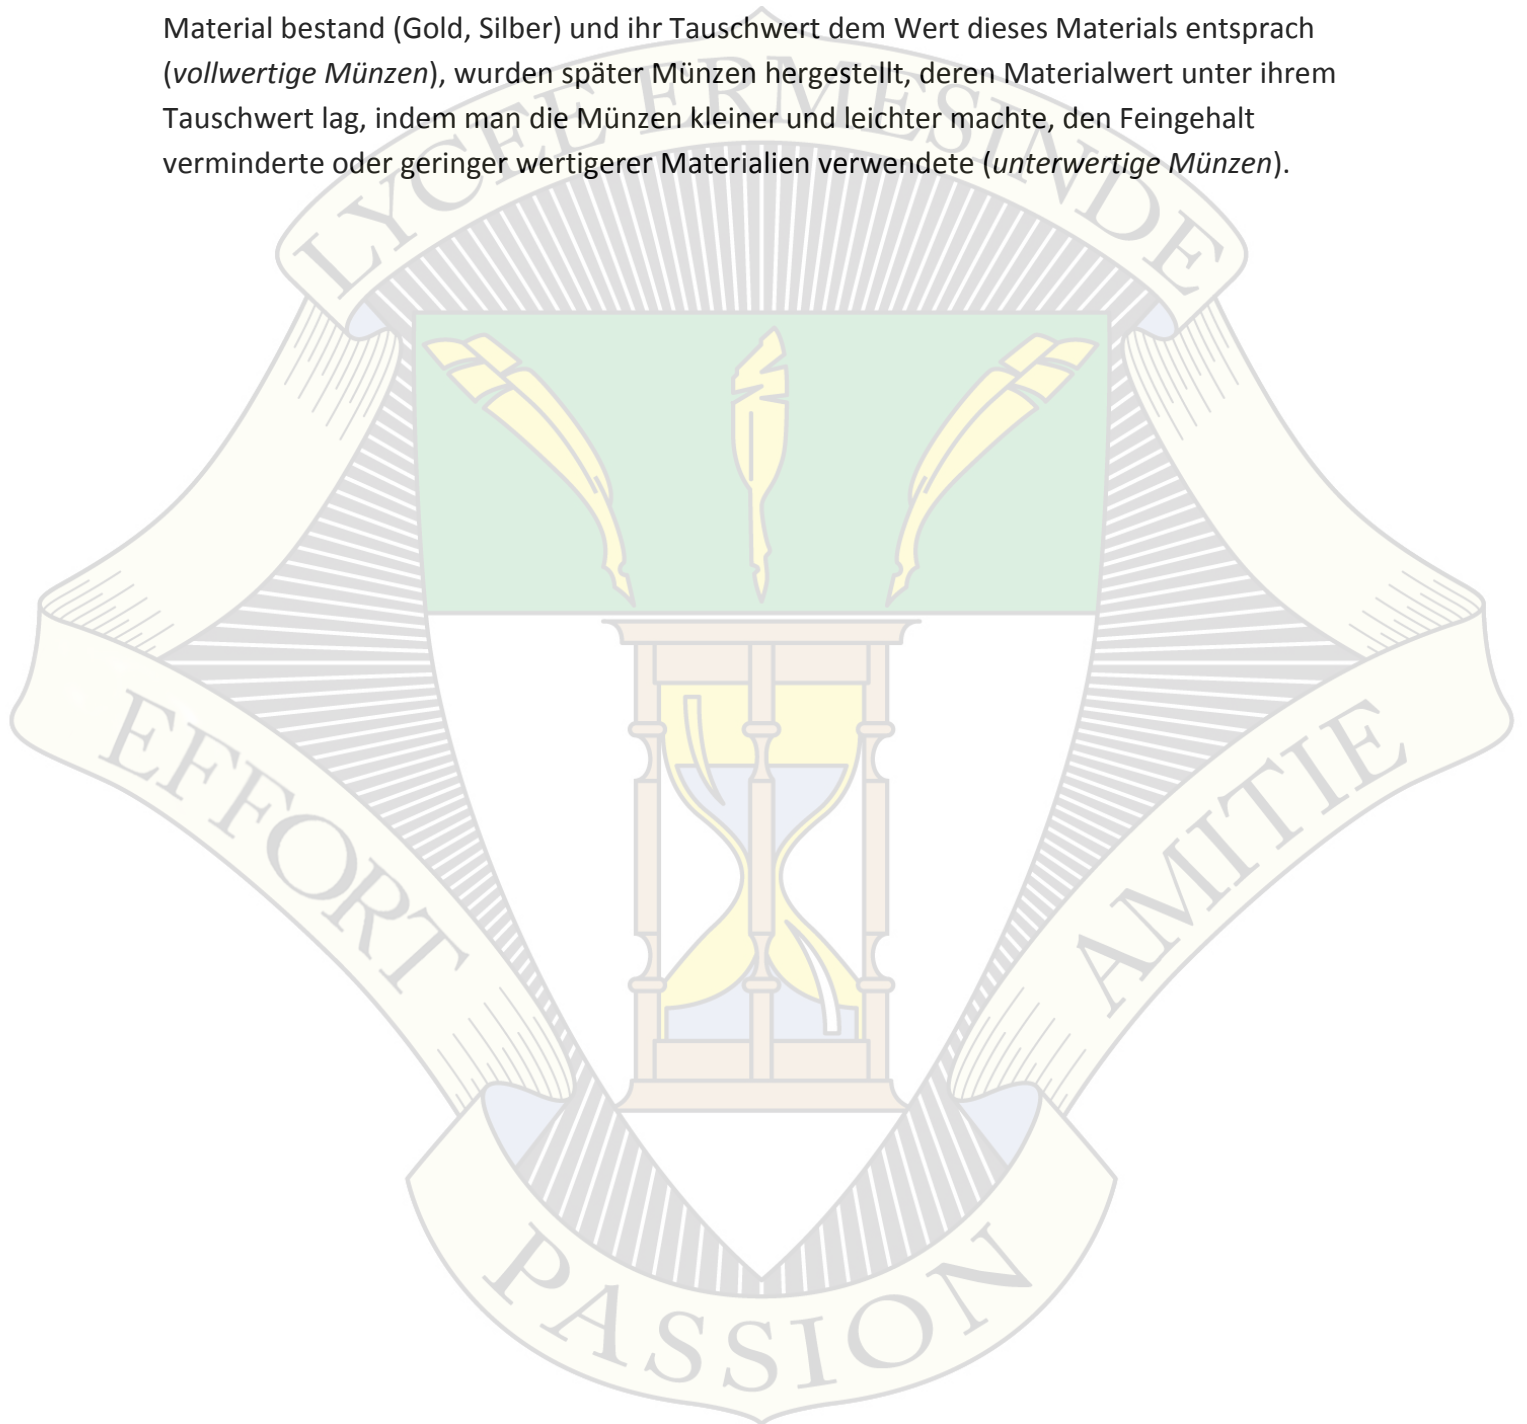 Material bestand (Gold, Silber) und ihr Tauschwert dem Wert dieses Materials entsprach
(vollwertige Münzen), wurden später Münzen hergestellt, deren Materialwert unter ihrem
Tauschwert lag, indem man die Münzen kleiner und leichter machte, den Feingehalt
verminderte oder geringer wertigerer Materialien verwendete (unterwertige Münzen).
LYCEE ERMESINDE
EFFORT
AMITIE
PASSION